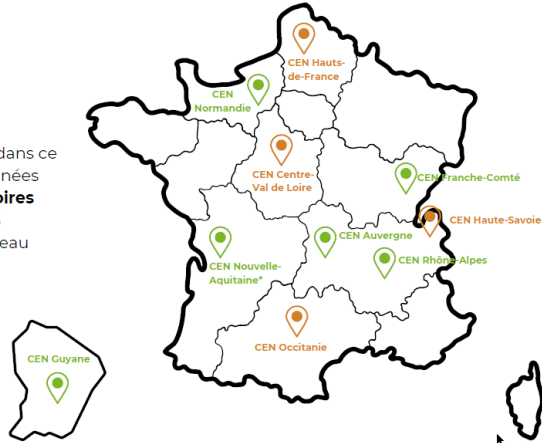 CEN Hauts-
de-France
CEN
Normandie
dans ce
nées
oires
eau
CEN Centre-
Val de Loire
CEN Franche-Comté
CEN Haute-Savoie
CEN Auvergne
CEN Rhône-Alpes
CEN Nouvelle-
Aquitaine*
CEN Occitanie
CEN Guyane